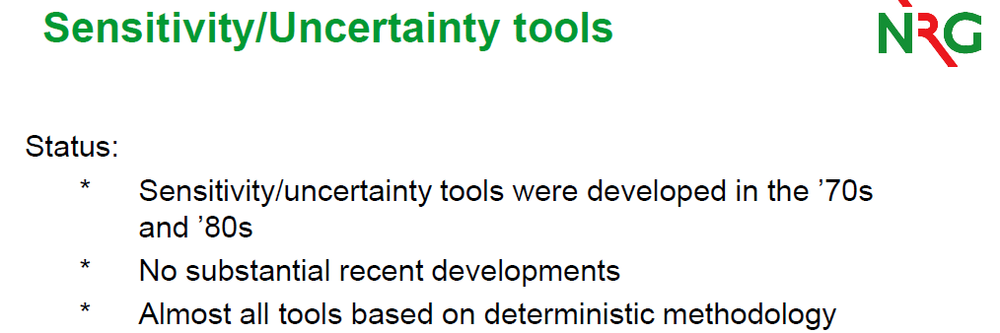 Sensitivity/Uncertainty tools
NRG
Status:
* Sensitivity/uncertainty tools were developed in the ’70s
and ’80s
* No substantial recent developments
* Almost all tools based on deterministic methodology